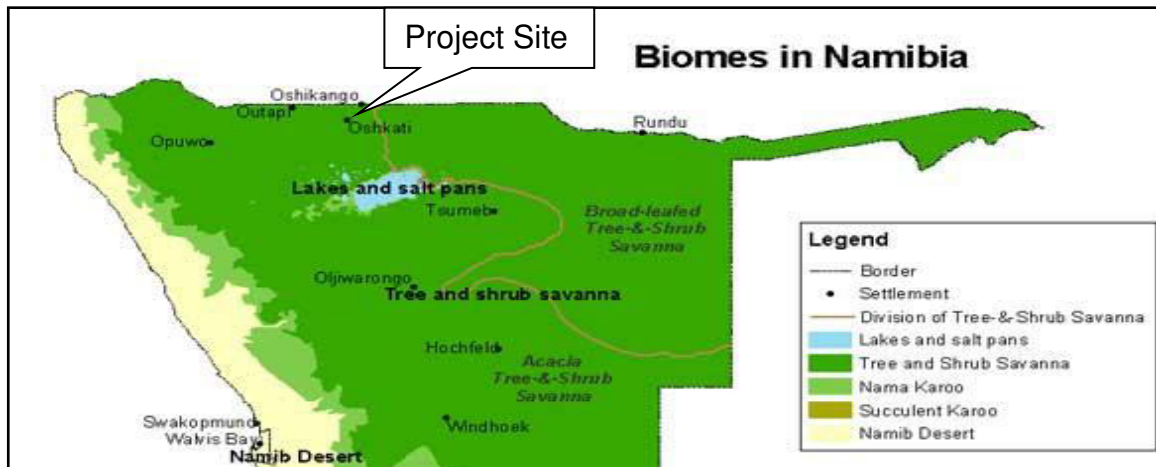 Project Site
Biomes in Namibia
Oshikango
Outapi
Oshkati
Rundu
Opuwo
Lakes and salt pans
Tsumeb
Broad-leafed
Tree-&-Shrub
Savanna
Otjiwarongo
Tree and shrub savanna
Hochfeld
Acacia
Tree-&-Shrub
Savanna
Swakopmund
Walvis Bay
Windhoek
Namib Desert
Legend
Border
Settlement
Division of Tree-&-Shrub Savanna
Lakes and salt pans
Tree and Shrub Savanna
Nama Karoo
Succulent Karoo
Namib Desert